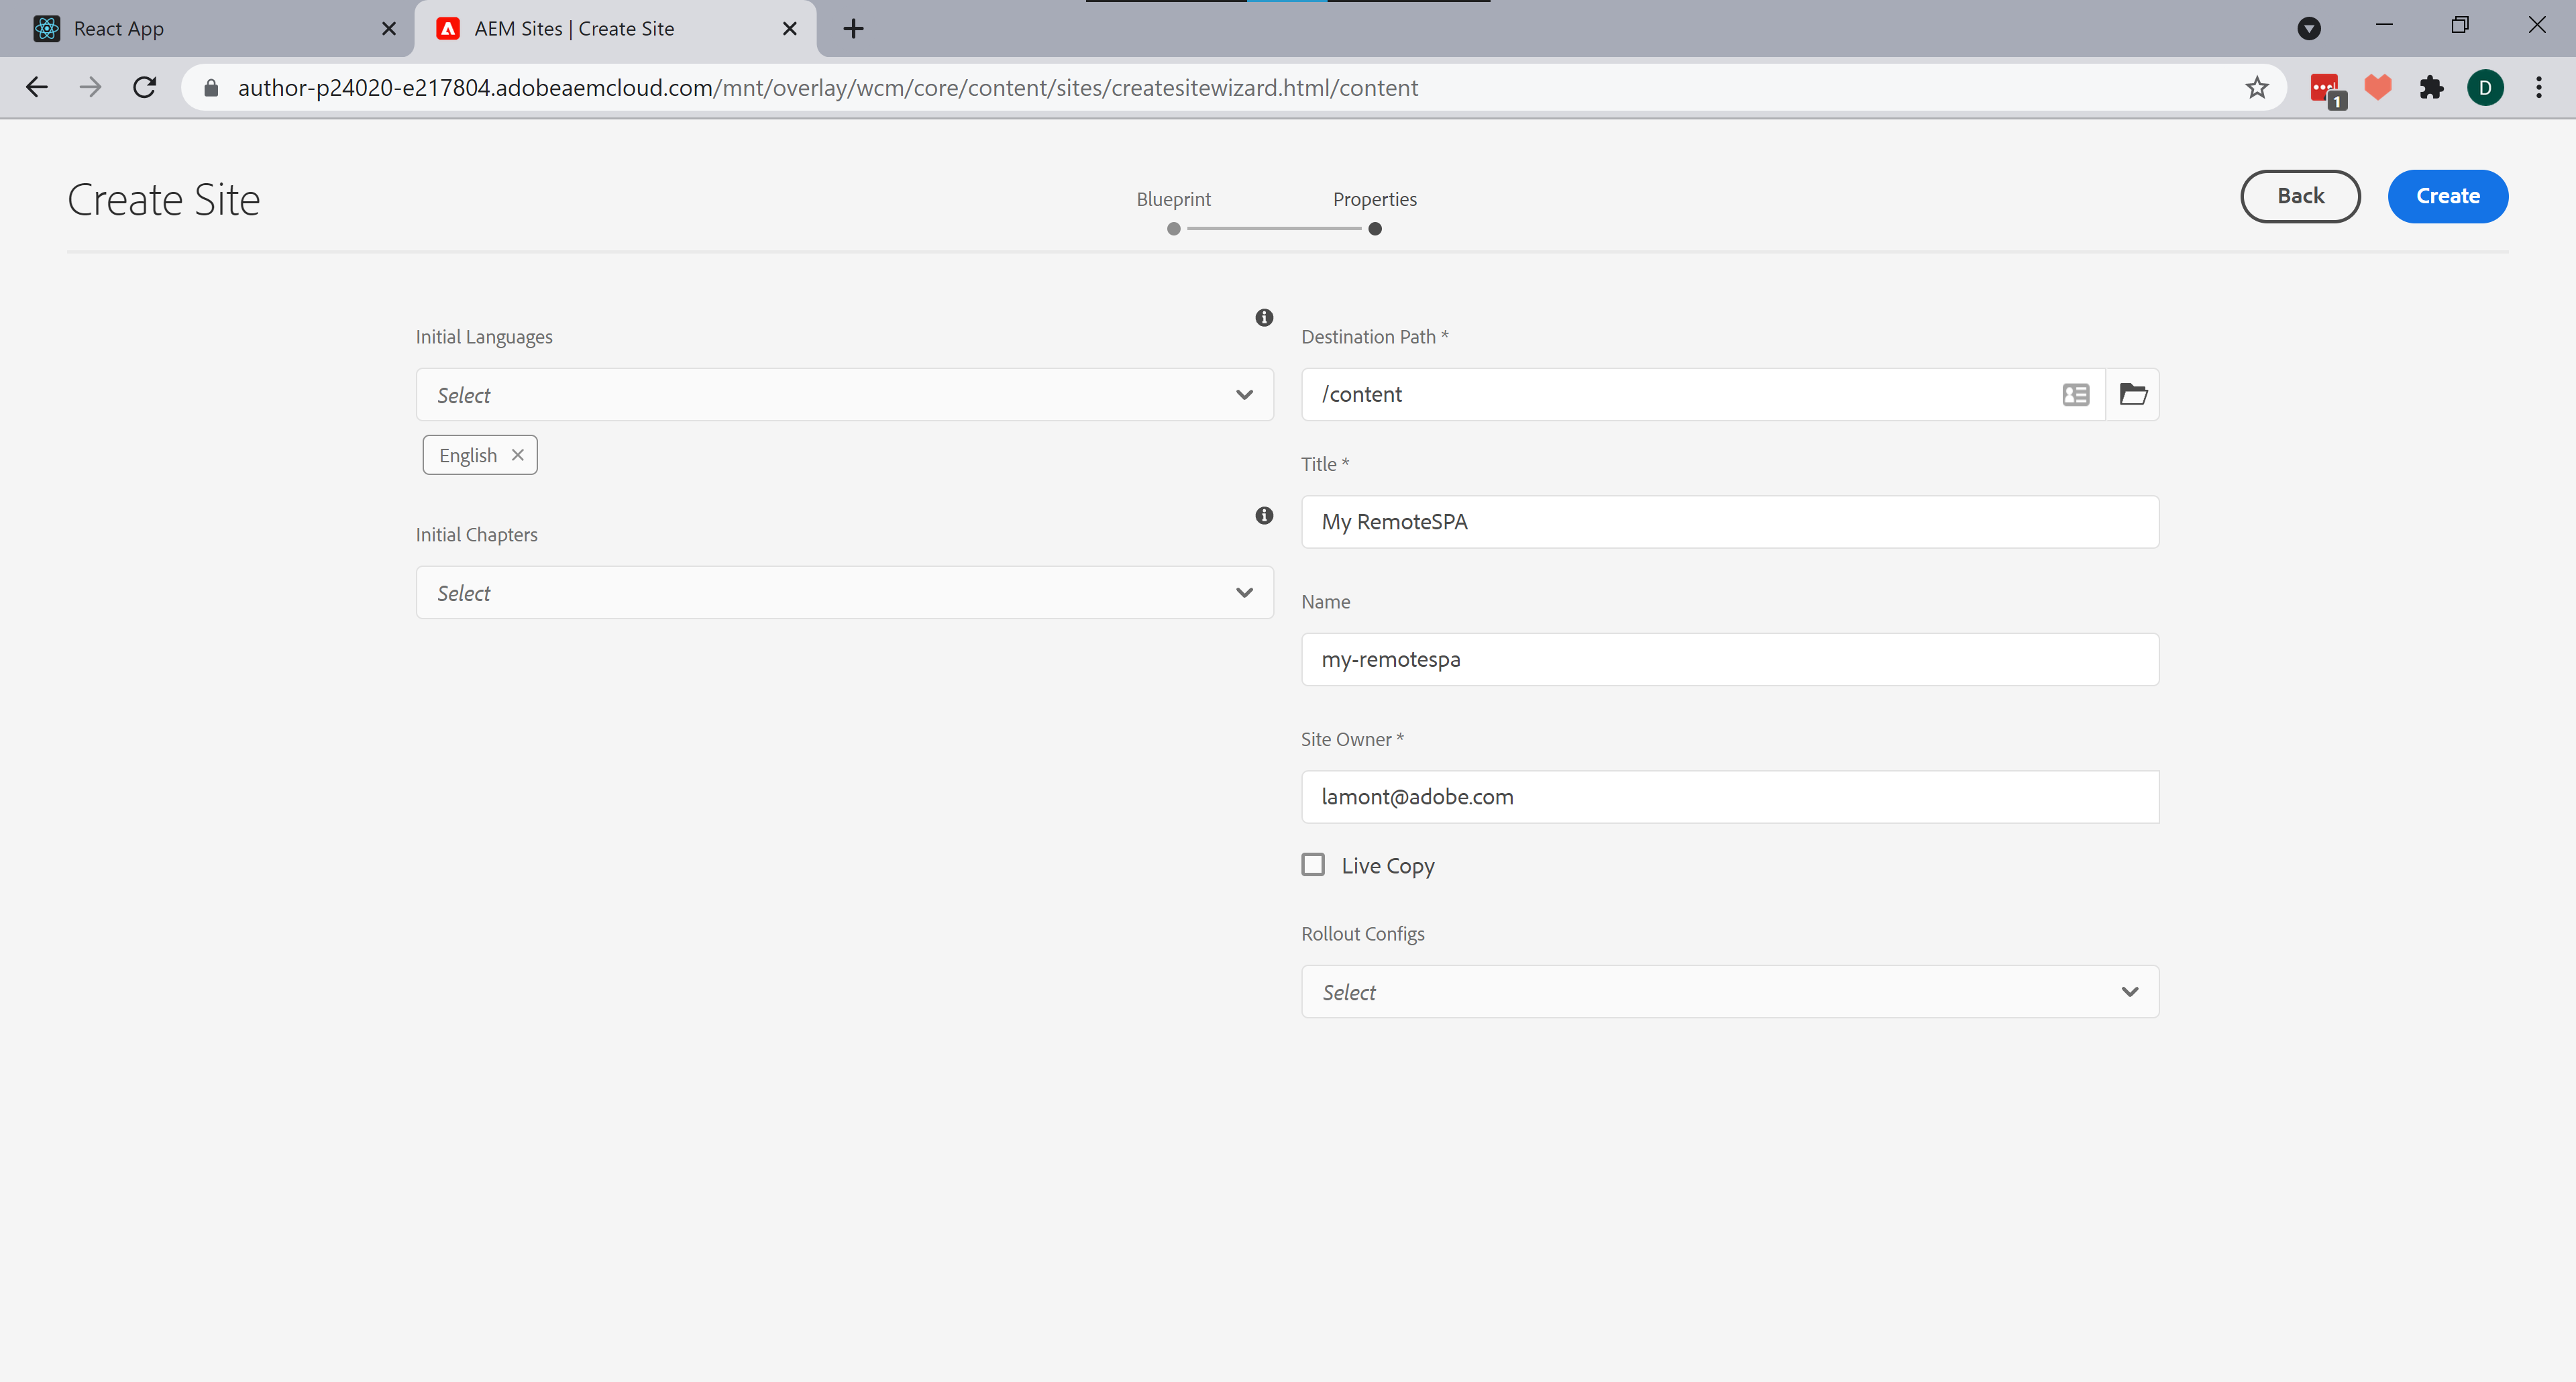 React App
AEM Sites | Create Site
author-p24020-e217804.adobeaemcloud.com/mnt/overlay/wcm/core/content/sites/createsitewizard.html/content
1
D
Create Site
Blueprint
Properties
Back
Create
Initial Languages
Select
English
Initial Chapters
Select
Destination Path *
/content
Title *
My RemoteSPA
Name
my-remotespa
Site Owner *
lamont@adobe.com
Live Copy
Rollout Configs
Select